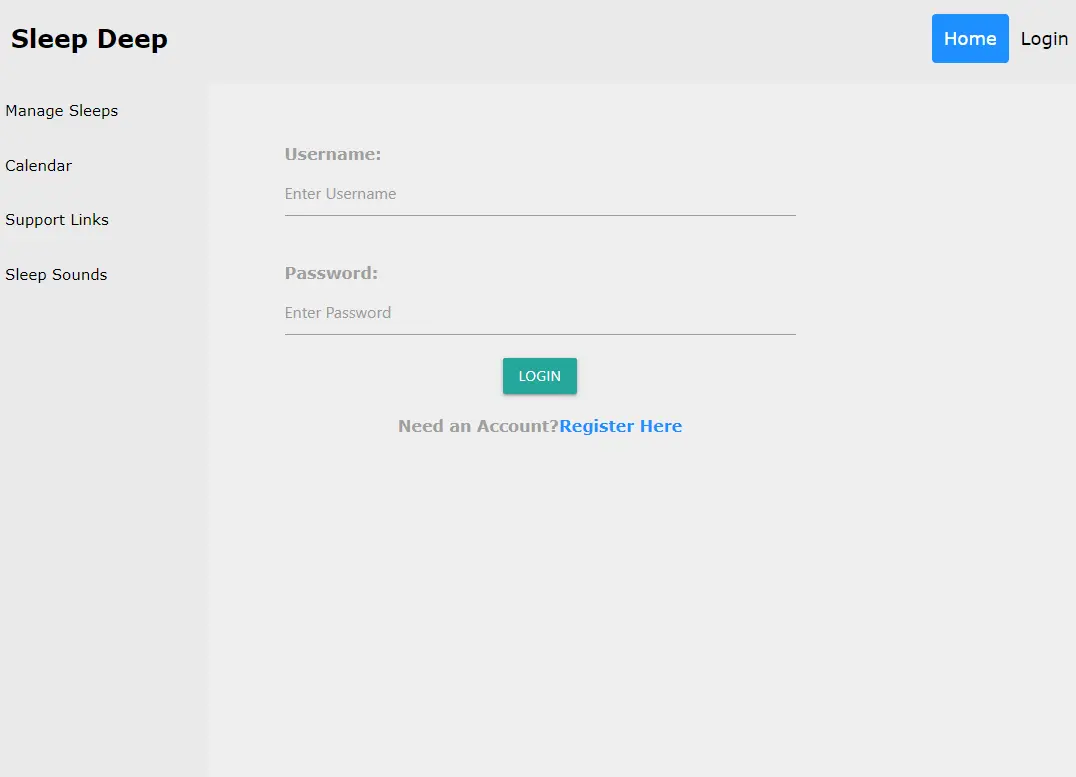 Sleep Deep
Home
Login
Manage Sleeps
Calendar
Support Links
Sleep Sounds
Username:
Enter Username
Password:
Enter Password
LOGIN
Need an Account?Register Here